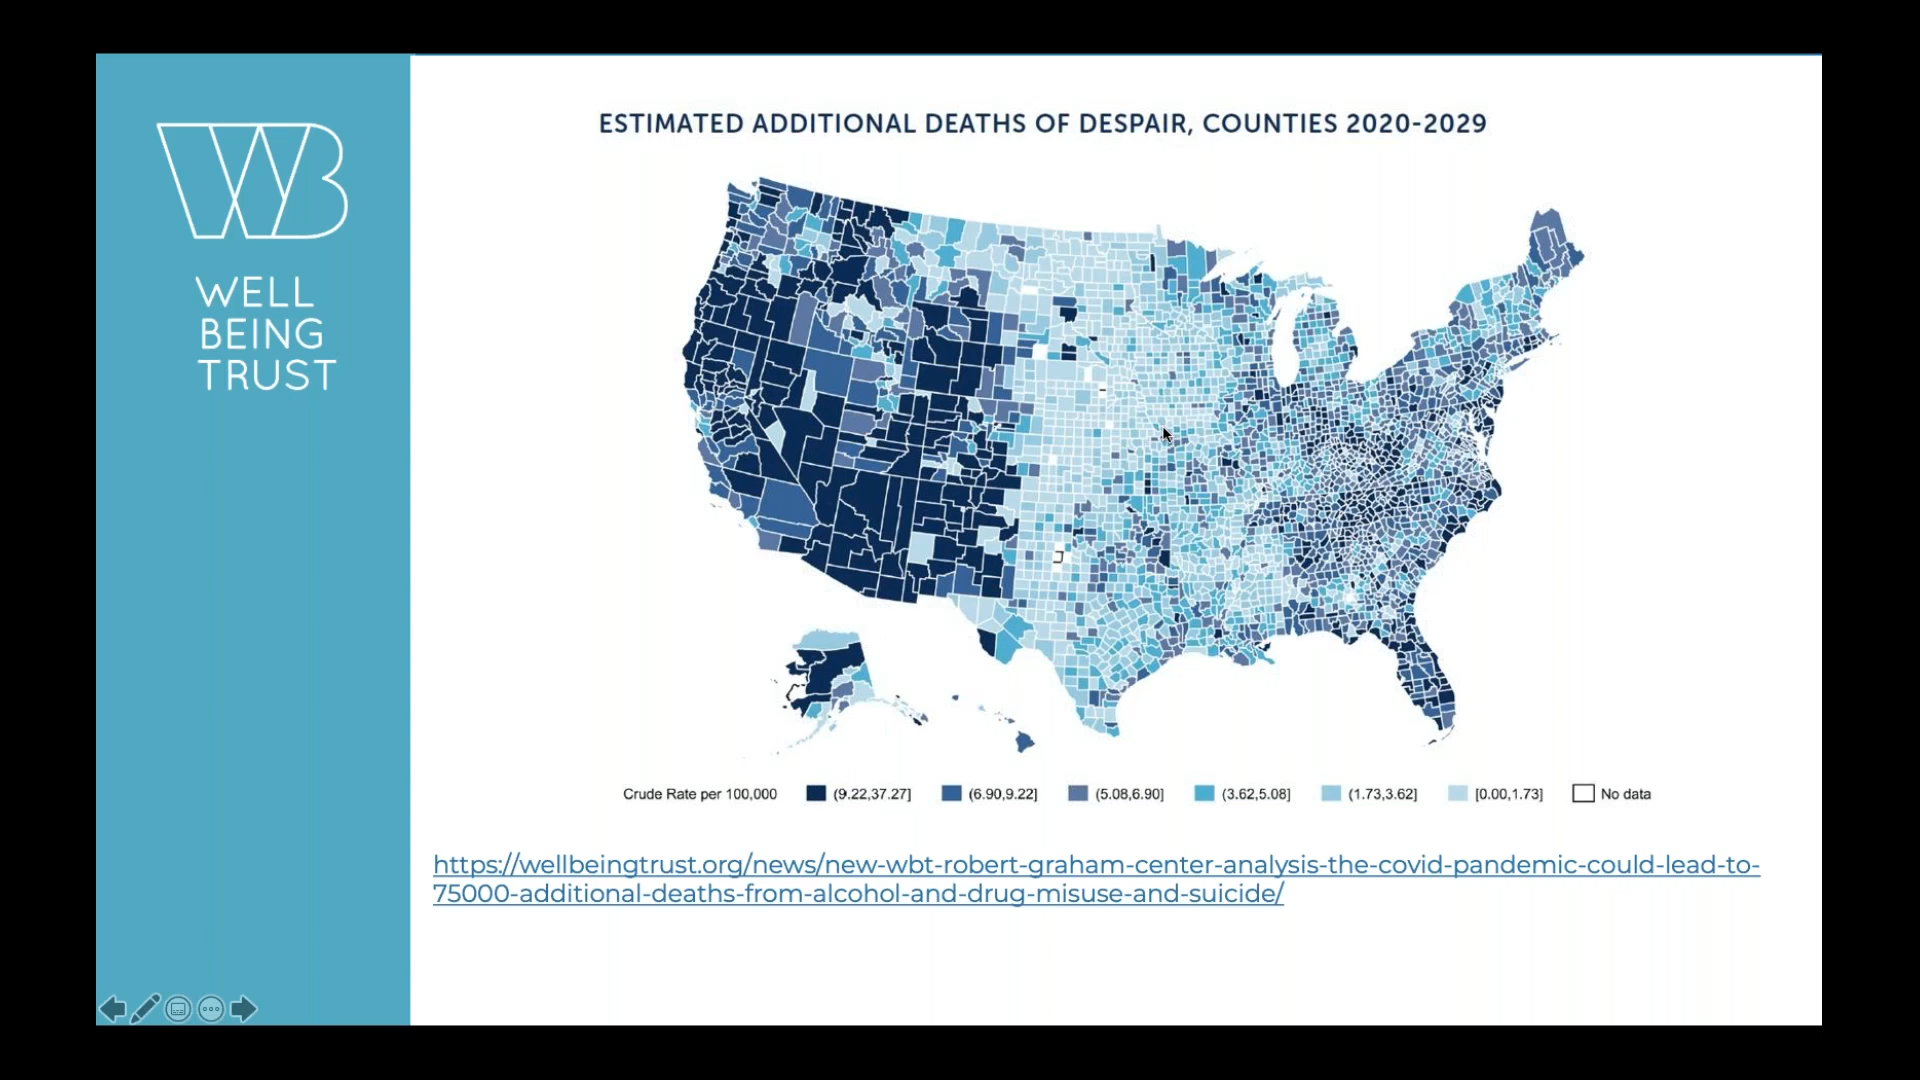 WB
WELL
BEING
TRUST
ESTIMATED ADDITIONAL DEATHS OF DESPAIR, COUNTIES 2020-2029
Crude Rate per 100,000 (9.22,37.27] (6.90,9.22] (5.08,6.90] (3.62,5.08] (1.73,3.62] [0.00,1.73] No data
https://wellbeingtrust.org/news/new-wbt-robert-graham-center-analysis-the-covid-pandemic-could-lead-to-
75000-additional-deaths-from-alcohol-and-drug-misuse-and-suicide/